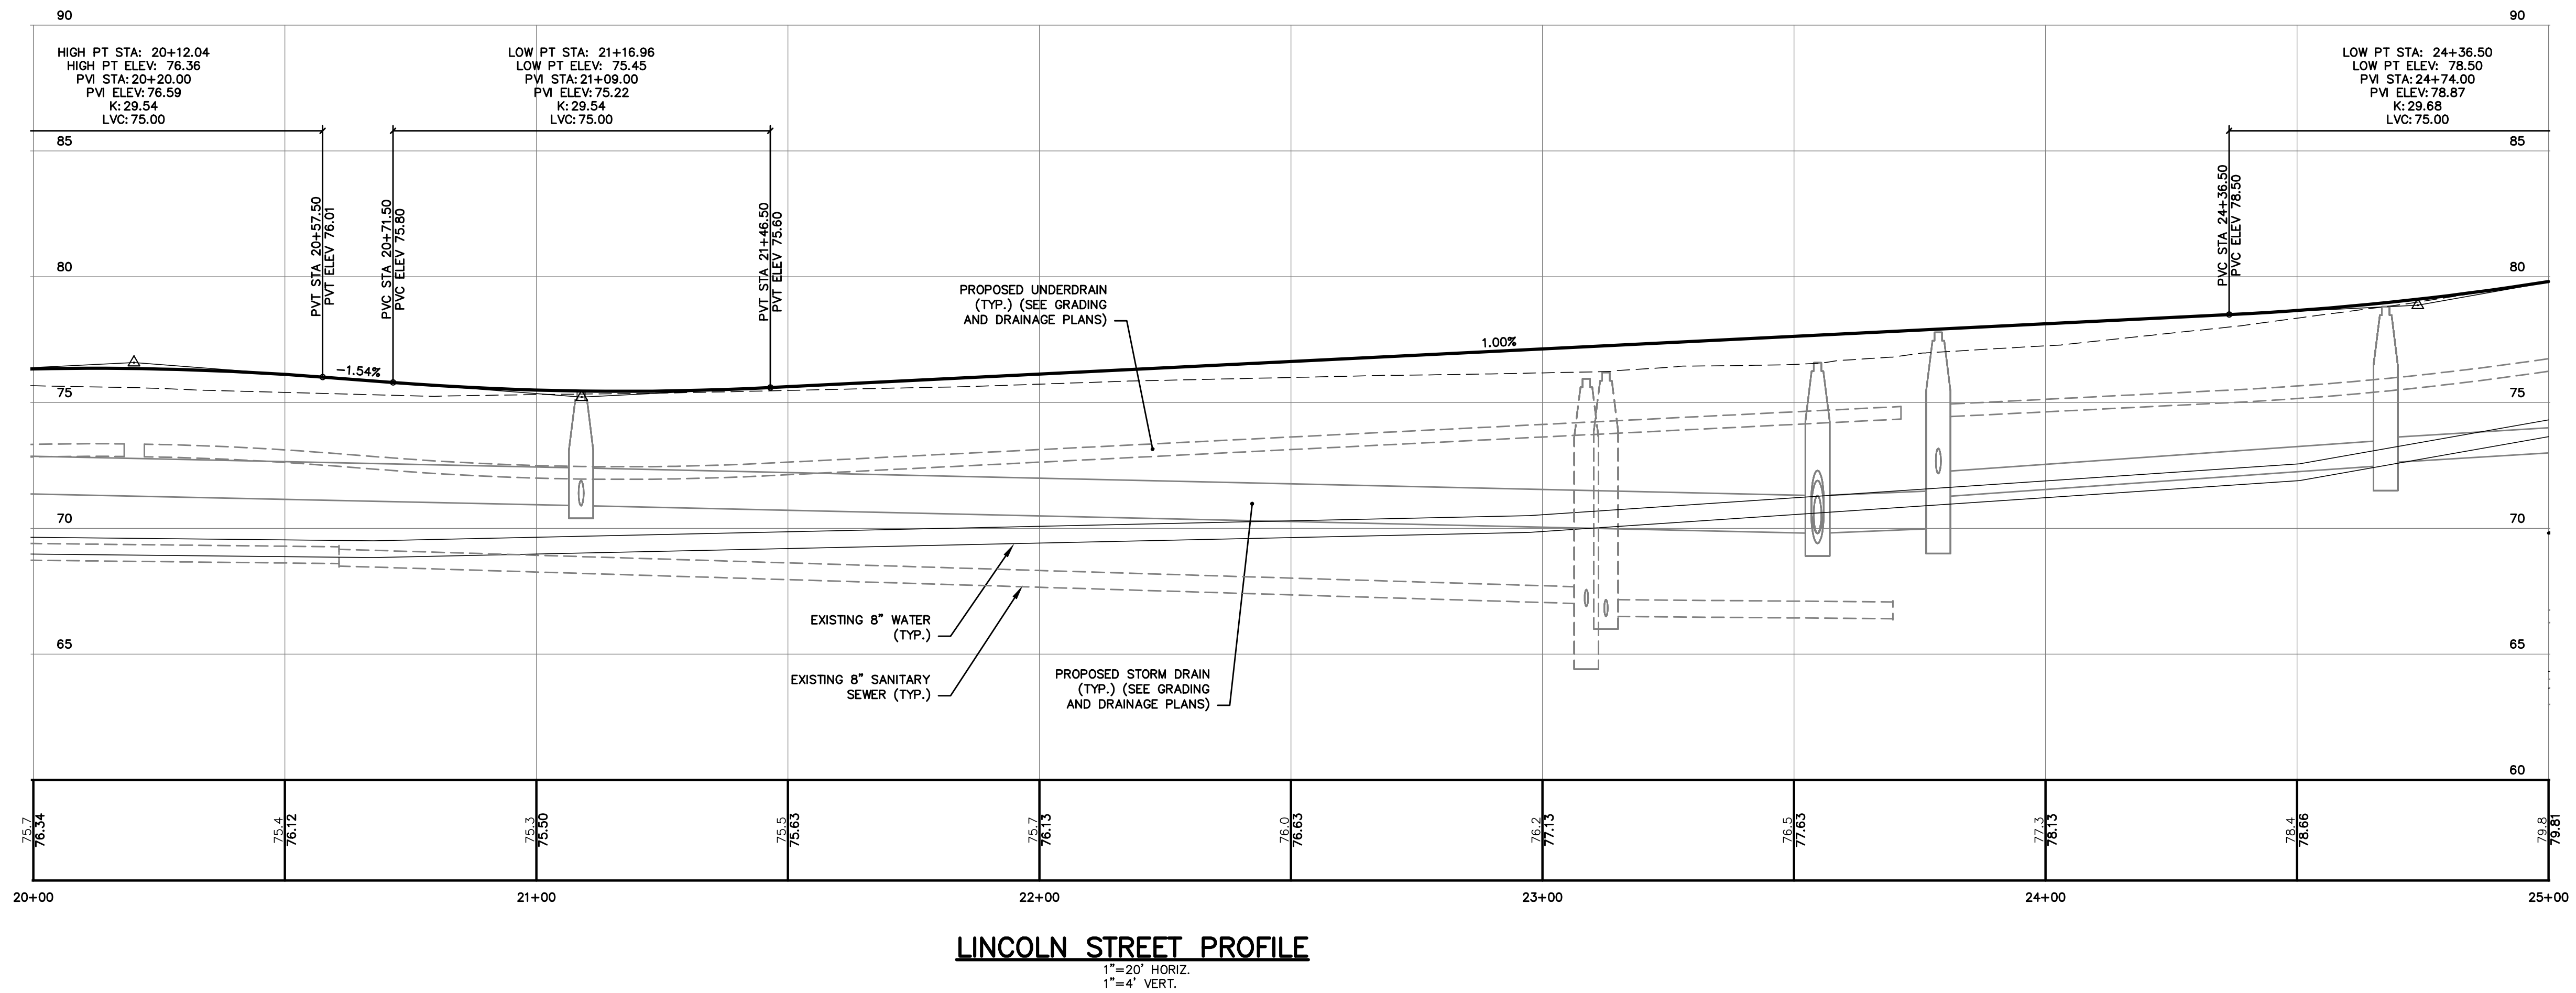 90
90
HIGH PT STA: 20+12.04
HIGH PT ELEV: 76.36
PVI STA: 20+20.00
PVI ELEV: 76.59
K: 29.54
LVC: 75.00
LOW PT STA: 21+16.96
LOW PT ELEV: 75.45
PVI STA: 21+09.00
PVI ELEV: 75.22
K: 29.54
LVC: 75.00
LOW PT STA: 24+36.50
LOW PT ELEV: 78.50
PVI STA: 24+74.00
PVI ELEV: 78.87
K: 29.68
LVC: 75.00
85
85
PVT STA 20+57.50
PVT ELEV 76.01
PVC STA 20+71.50
PVC ELEV 75.80
PVT STA 21+46.50
PVT ELEV 75.60
PVC STA 24+36.50
PVC ELEV 78.50
80
80
PROPOSED UNDERDRAIN
(TYP.) (SEE GRADING
AND DRAINAGE PLANS)
1.00%
-1.54%
75
75
70
70
EXISTING 8" WATER
(TYP.)
65
65
EXISTING 8" SANITARY
SEWER (TYP.)
PROPOSED STORM DRAIN
(TYP.) (SEE GRADING
AND DRAINAGE PLANS)
60
60
75.7
76.34
75.4
76.12
75.3
75.50
75.5
75.63
75.7
76.13
76.0
76.63
76.2
77.13
76.5
77.63
77.3
78.13
78.4
78.66
79.8
79.81
20+00
21+00
22+00
23+00
24+00
25+00
LINCOLN STREET PROFILE
1"=20' HORIZ.
1"=4' VERT.